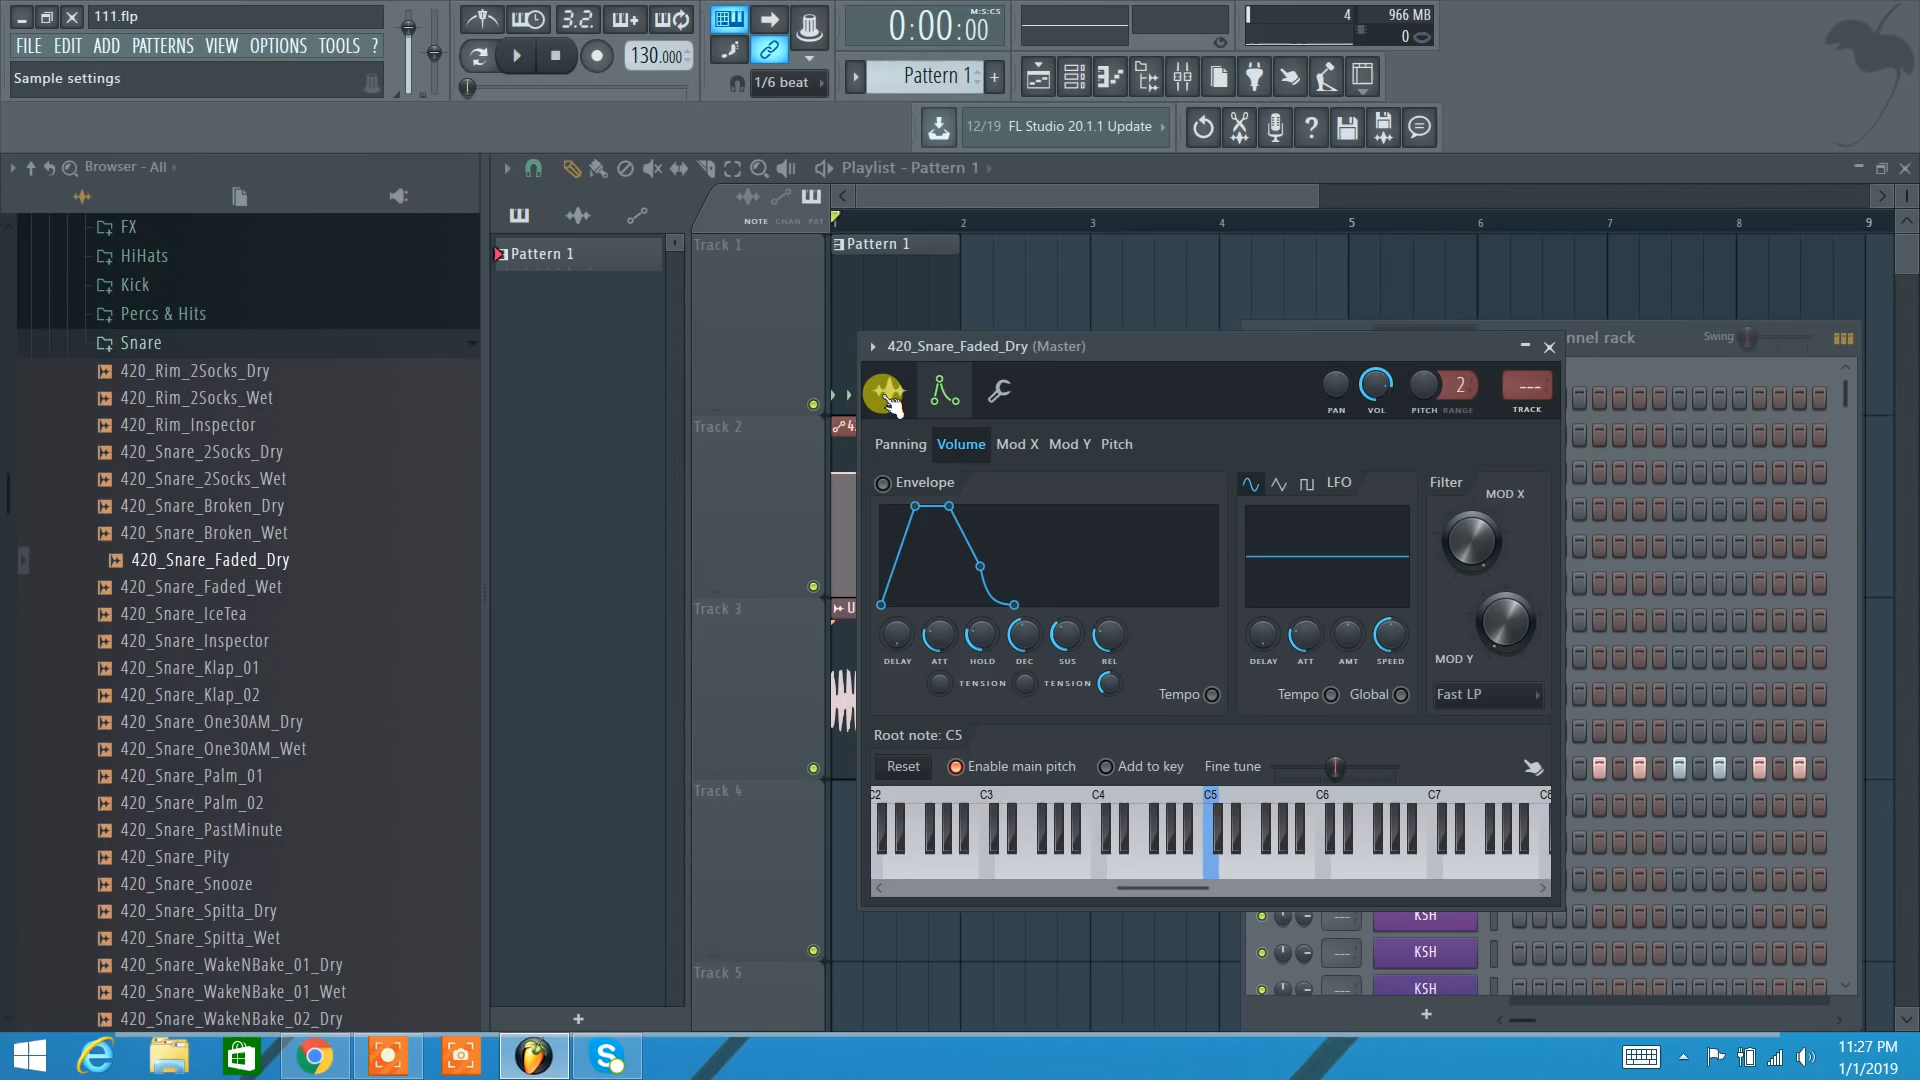 111.flp
FILE EDIT ADD PATTERNS VIEW OPTIONS TOOLS ?
Sample settings
3.2.
130.000
1/6 beat
0:00:00
M:S:CS
Pattern 1
+
4
966 MB
0
12/19 FL Studio 20.1.1 Update
?
Browser - All
FX
HiHats
Kick
Percs & Hits
Snare
420_Rim_2Socks_Dry
420_Rim_2Socks_Wet
420_Rim_Inspector
420_Snare_2Socks_Dry
420_Snare_2Socks_Wet
420_Snare_Broken_Dry
420_Snare_Broken_Wet
420_Snare_Faded_Dry
420_Snare_Faded_Wet
420_Snare_IceTea
420_Snare_Inspector
420_Snare_Klap_01
420_Snare_Klap_02
420_Snare_One30AM_Dry
420_Snare_One30AM_Wet
420_Snare_Palm_01
420_Snare_Palm_02
420_Snare_PastMinute
420_Snare_Pity
420_Snare_Snooze
420_Snare_Spitta_Dry
420_Snare_Spitta_Wet
420_Snare_WakeNBake_01_Dry
420_Snare_WakeNBake_01_Wet
420_Snare_WakeNBake_02_Dry
Playlist - Pattern 1
NOTE CHAN PAT
2 3 4 5 6 7 8 9
Pattern 1
Track 1
Pattern 1
Track 2
4.
Track 3
U
Track 4
Track 5
+
420_Snare_Faded_Dry (Master)
PAN VOL PITCH RANGE TRACK
2
---
Panning Volume Mod X Mod Y Pitch
Envelope
DELAY ATT HOLD DEC SUS REL
TENSION TENSION
Tempo
LFO
DELAY ATT AMT SPEED
Tempo Global
Filter
MOD X
MOD Y
Fast LP
Root note: C5
Reset Enable main pitch Add to key Fine tune
C2 C3 C4 C5 C6 C7 C8
nnel rack
Swing
--- KSH
--- KSH
--- KSH
+
11:27 PM
1/1/2019